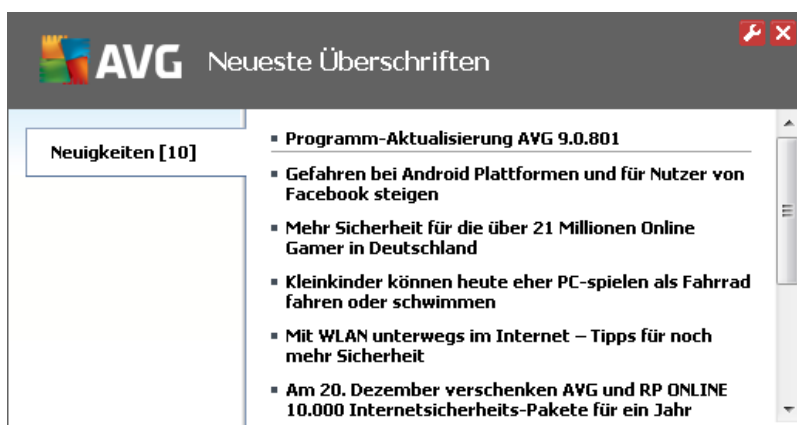 AVG Neueste Überschriften
Neuigkeiten [10]
Programm-Aktualisierung AVG 9.0.801
Gefahren bei Android Plattformen und für Nutzer von
Facebook steigen
Mehr Sicherheit für die über 21 Millionen Online
Gamer in Deutschland
Kleinkinder können heute eher PC-spielen als Fahrrad
fahren oder schwimmen
Mit WLAN unterwegs im Internet – Tipps für noch
mehr Sicherheit
Am 20. Dezember verschenken AVG und RP ONLINE
10.000 Internetsicherheits-Pakete für ein Jahr